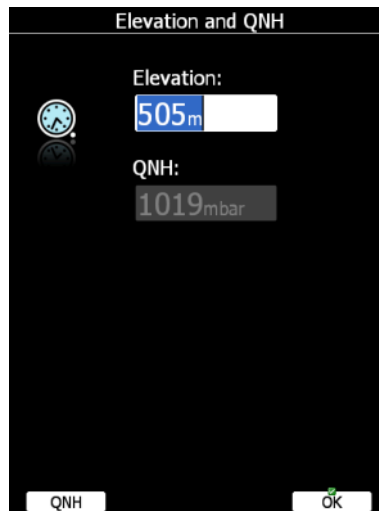 Elevation and QNH
Elevation:
505m
QNH:
1019mbar
QNH
OK